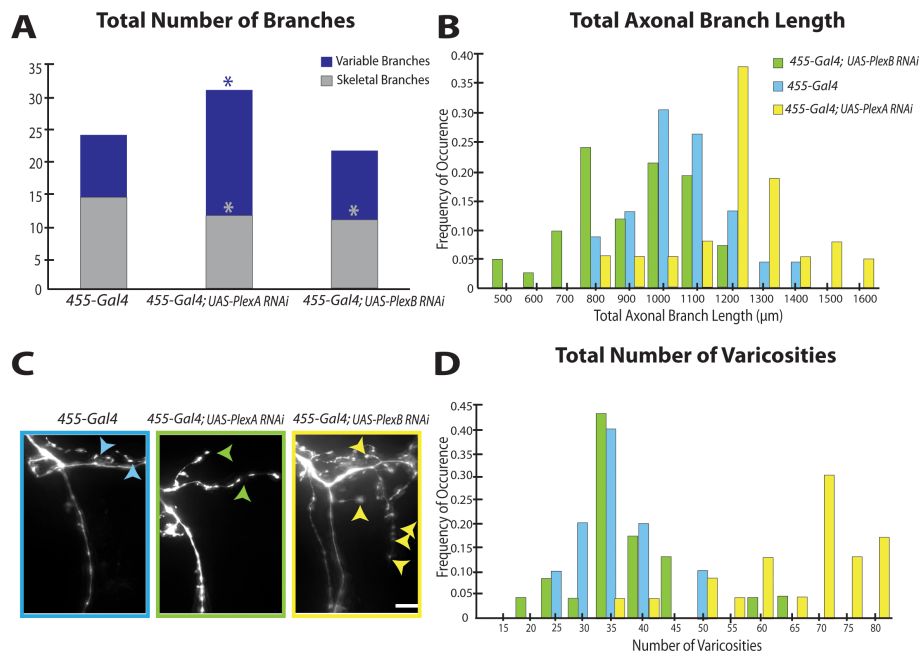 A
Total Number of Branches
Variable Branches
Skeletal Branches
35
30
25
20
15
10
5
0
*
*
*
455-Gal4
455-Gal4; UAS-PlexA RNAi
455-Gal4; UAS-PlexB RNAi
B
Total Axonal Branch Length
455-Gal4; UAS-PlexB RNAi
455-Gal4
455-Gal4; UAS-PlexA RNAi
Frequency of Occurence
0.40
0.35
0.30
0.25
0.20
0.15
0.10
0.05
0
500 600 700 800 900 1000 1100 1200 1300 1400 1500 1600
Total Axonal Branch Length (µm)
C
455-Gal4
455-Gal4; UAS-PlexA RNAi
455-Gal4; UAS-PlexB RNAi
D
Total Number of Varicosities
Frequency of Occurence
0.45
0.40
0.35
0.30
0.25
0.20
0.15
0.10
0.05
0
15 20 25 30 35 40 45 50 55 60 65 70 75 80
Number of Varicosities